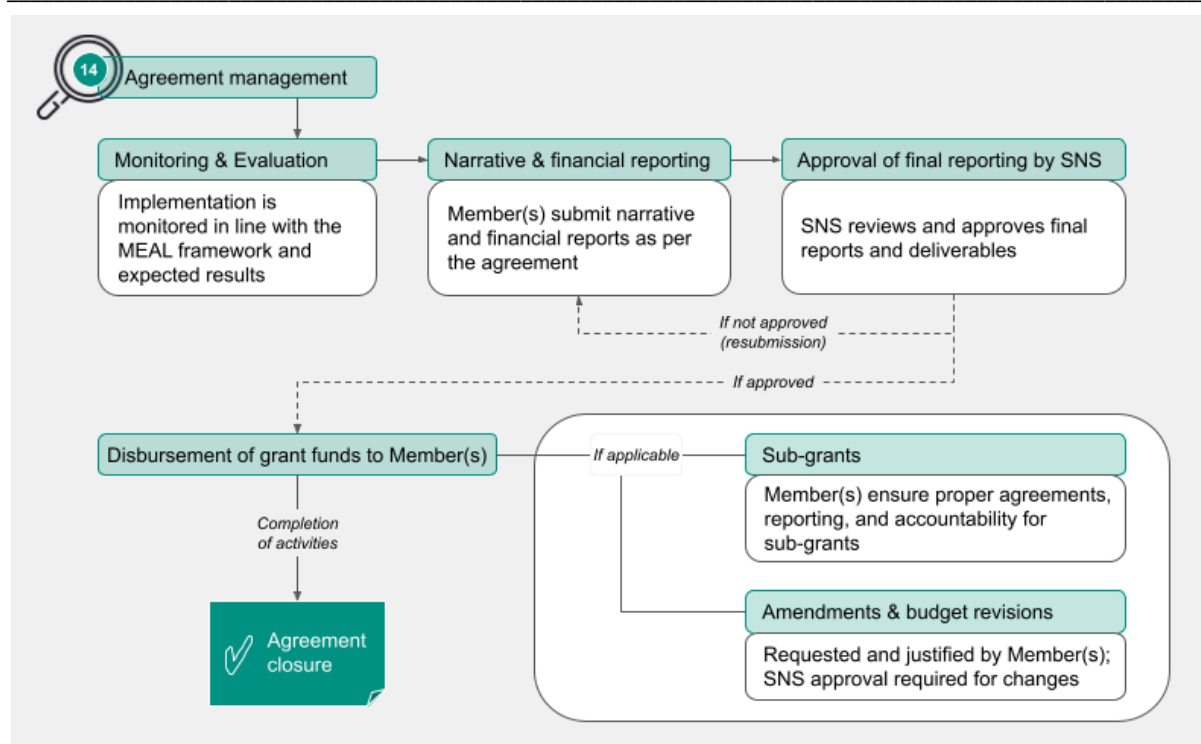 14
Agreement management
Monitoring & Evaluation
Implementation is
monitored in line with the
MEAL framework and
expected results
Narrative & financial reporting
Member(s) submit narrative
and financial reports as per
the agreement
Approval of final reporting by SNS
SNS reviews and approves final
reports and deliverables
If not approved
(resubmission)
If approved
Disbursement of grant funds to Member(s)
If applicable
Sub-grants
Member(s) ensure proper agreements,
reporting, and accountability for
sub-grants
Completion
of activities
Amendments & budget revisions
Requested and justified by Member(s);
SNS approval required for changes
Agreement
closure